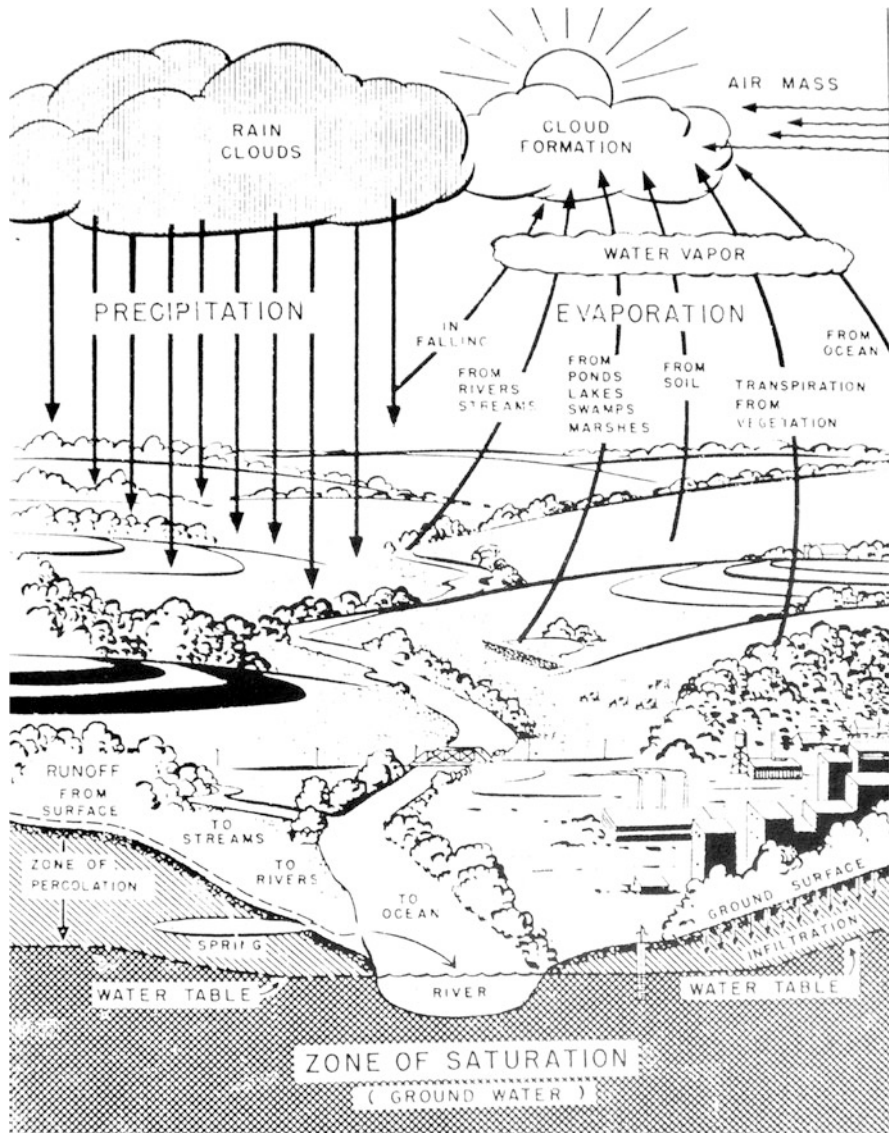 AIR MASS
RAIN
CLOUDS
CLOUD
FORMATION
WATER VAPOR
PRECIPITATION
EVAPORATION
IN
FALLING
FROM
RIVERS
STREAMS
FROM
PONDS
LAKES
SWAMPS
MARSHES
FROM
SOIL
TRANSPIRATION
FROM
VEGETATION
FROM
OCEAN
RUNOFF
FROM
SURFACE
TO
STREAMS
TO
RIVERS
TO
OCEAN
ZONE OF
PERCOLATION
SPRING
GROUND SURFACE
INFILTRATION
WATER TABLE
RIVER
WATER TABLE
ZONE OF SATURATION
( GROUND WATER )